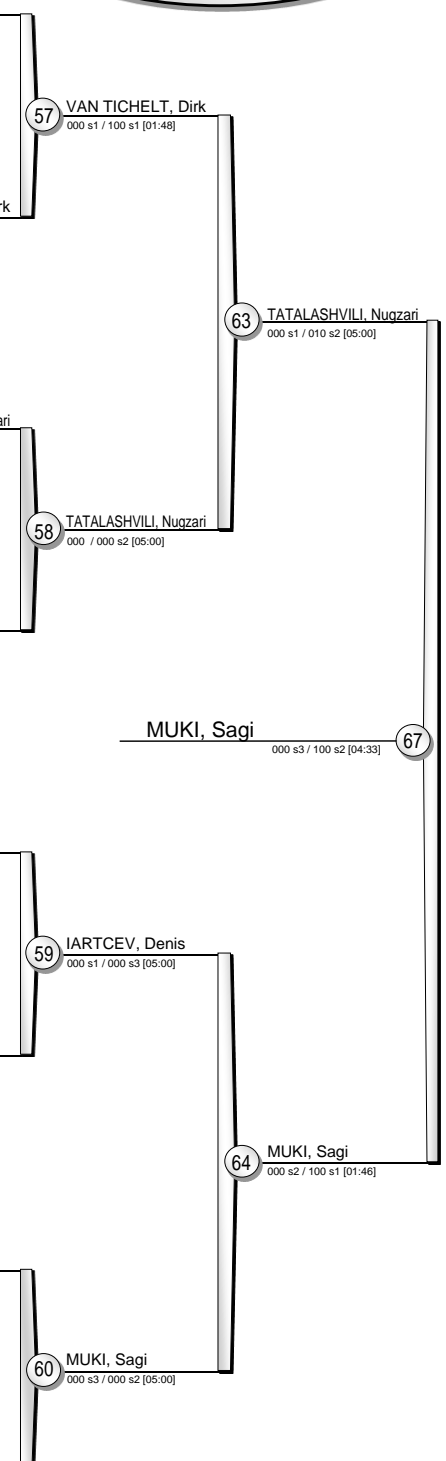 57
VAN TICHELT, Dirk
000 s1 / 100 s1 [01:48]
rk
63
TATALASHVILI, Nugzari
000 s1 / 010 s2 [05:00]
ari
58
TATALASHVILI, Nugzari
000 / 000 s2 [05:00]
MUKI, Sagi
000 s3 / 100 s2 [04:33]
67
59
IARTCEV, Denis
000 s1 / 000 s3 [05:00]
64
MUKI, Sagi
000 s2 / 100 s1 [01:46]
60
MUKI, Sagi
000 s3 / 000 s2 [05:00]